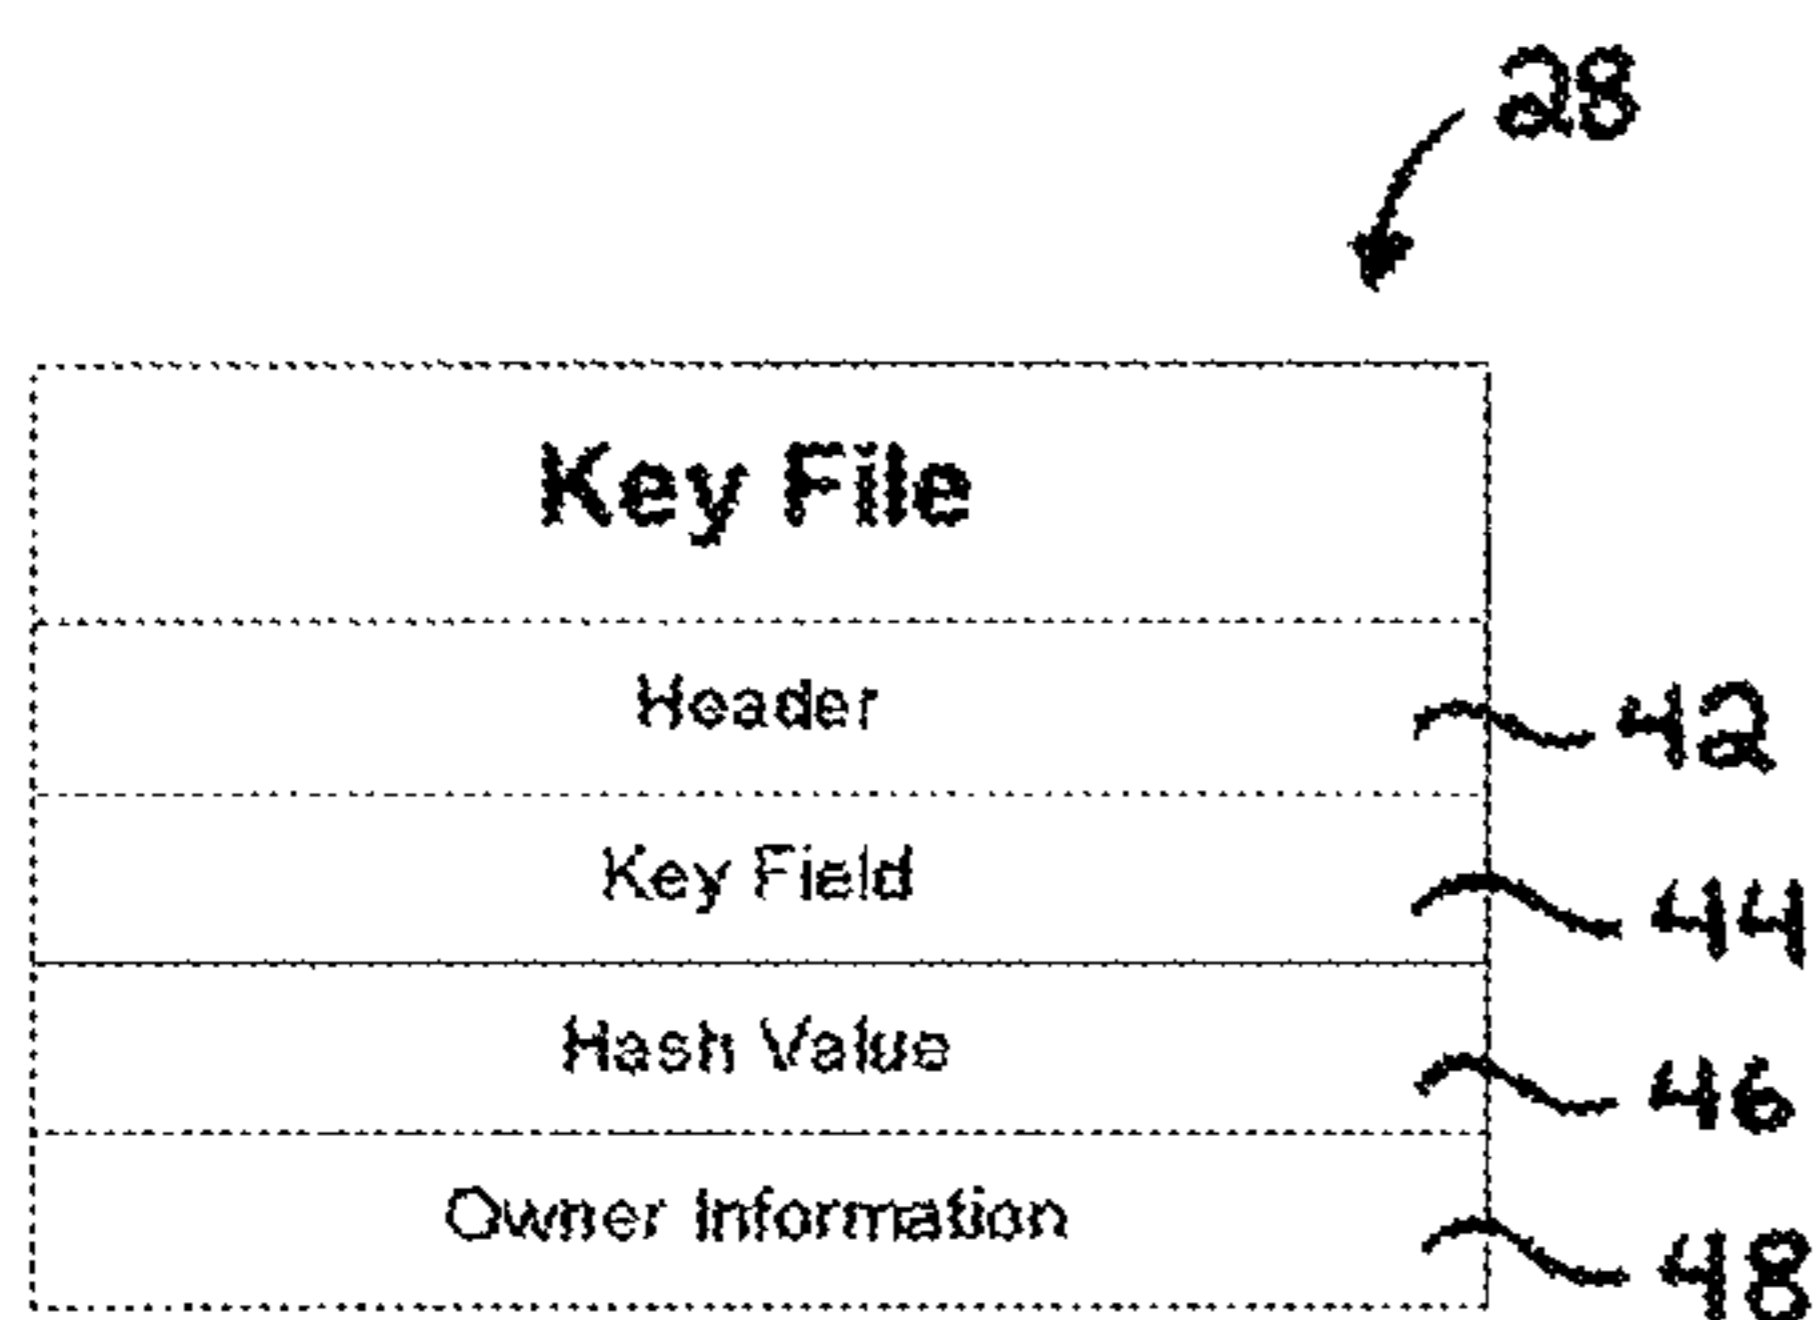 28
Key File
Header
42
Key Field
44
Hash Value
46
Owner Information
48